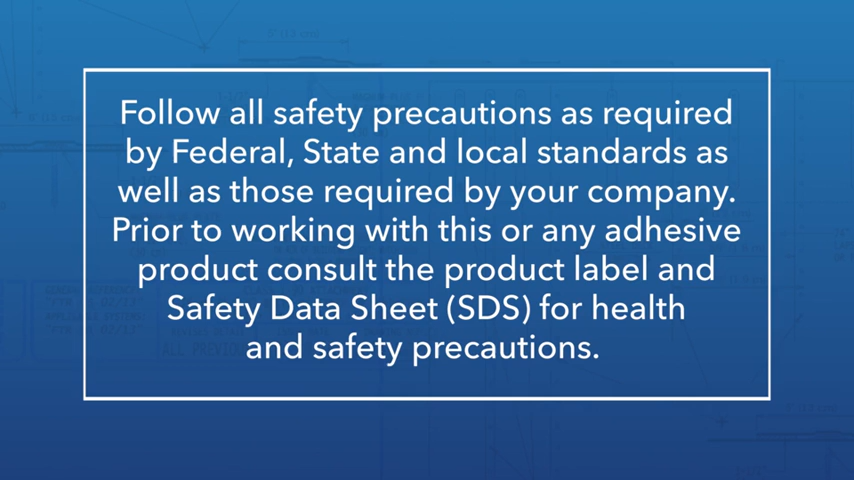 Follow all safety precautions as required
by Federal, State and local standards as
well as those required by your company.
Prior to working with this or any adhesive
product consult the product label and
Safety Data Sheet (SDS) for health
and safety precautions.